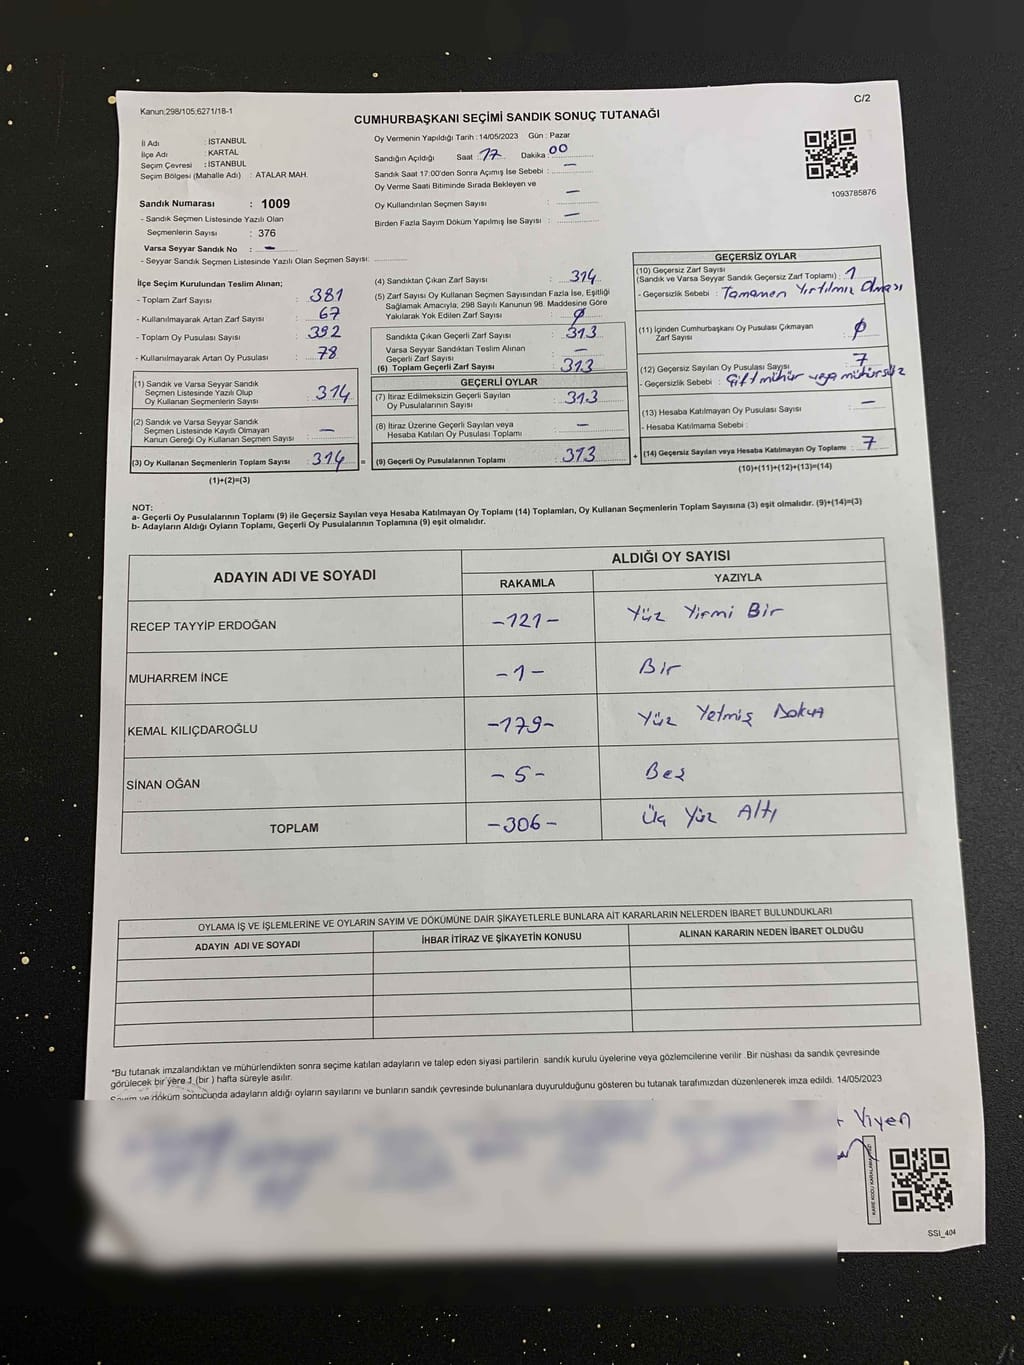 Kanun:298/105;6271/18-1
C/2
CUMHURBAŞKANI SEÇİMİ SANDIK SONUÇ TUTANAĞI
İl Adı : İSTANBUL
İlçe Adı : KARTAL
Seçim Çevresi : İSTANBUL
Seçim Bölgesi (Mahalle Adı) : ATALAR MAH.
Sandık Numarası : 1009
- Sandık Seçmen Listesinde Yazılı Olan
Seçmenlerin Sayısı : 376
Varsa Seyyar Sandık No : -
- Seyyar Sandık Seçmen Listesinde Yazılı Olan Seçmen Sayısı:
Oy Vermenin Yapıldığı Tarih : 14/05/2023 Gün : Pazar
Sandığın Açıldığı Saat : 17 Dakika : 00
Sandık Saat 17:00'den Sonra Açımış İse Sebebi : -
Oy Verme Saati Bitiminde Sırada Bekleyen ve
Oy Kullandırılan Seçmen Sayısı : -
Birden Fazla Sayım Döküm Yapılmış İse Sayısı : -
1093785876
İlçe Seçim Kurulundan Teslim Alınan;
- Toplam Zarf Sayısı : 381
- Kullanılmayarak Artan Zarf Sayısı : 67
- Toplam Oy Pusulası Sayısı : 392
- Kullanılmayarak Artan Oy Pusulası : 78
(1) Sandık ve Varsa Seyyar Sandık
Seçmen Listesinde Yazılı Olup
Oy Kullanan Seçmenlerin Sayısı : 314
(2) Sandık ve Varsa Seyyar Sandık
Seçmen Listesinde Kayıtlı Olmayan
Kanun Gereği Oy Kullanan Seçmen Sayısı : -
(3) Oy Kullanan Seçmenlerin Toplam Sayısı : 314
(1)+(2)=(3)
(4) Sandıktan Çıkan Zarf Sayısı : 314
(5) Zarf Sayısı Oy Kullanan Seçmen Sayısından Fazla İse, Eşitliği
Sağlamak Amacıyla; 298 Sayılı Kanunun 98. Maddesine Göre
Yakılarak Yok Edilen Zarf Sayısı : Ø
Sandıkta Çıkan Geçerli Zarf Sayısı : 313
Varsa Seyyar Sandıktan Teslim Alınan
Geçerli Zarf Sayısı : -
(6) Toplam Geçerli Zarf Sayısı : 313
GEÇERLİ OYLAR
(7) İtiraz Edilmeksizin Geçerli Sayılan
Oy Pusulalarının Sayısı : 313
(8) İtiraz Üzerine Geçerli Sayılan veya
Hesaba Katılan Oy Pusulası Toplamı : -
= (9) Geçerli Oy Pusulalarının Toplamı : 313
GEÇERSİZ OYLAR
(10) Geçersiz Zarf Sayısı
(Sandık ve Varsa Seyyar Sandık Geçersiz Zarf Toplamı) : 1
- Geçersizlik Sebebi : Tamamen Yırtılmış Olması
(11) İçinden Cumhurbaşkanı Oy Pusulası Çıkmayan
Zarf Sayısı : Ø
(12) Geçersiz Sayılan Oy Pusulası Sayısı : 7
- Geçersizlik Sebebi : Çift mühür veya mühürsüz
(13) Hesaba Katılmayan Oy Pusulası Sayısı : -
- Hesaba Katılmama Sebebi :
+ (14) Geçersiz Sayılan veya Hesaba Katılmayan Oy Toplamı : 7
(10)+(11)+(12)+(13)=(14)
NOT:
a- Geçerli Oy Pusulalarının Toplamı (9) ile Geçersiz Sayılan veya Hesaba Katılmayan Oy Toplamı (14) Toplamları, Oy Kullanan Seçmenlerin Toplam Sayısına (3) eşit olmalıdır. (9)+(14)=(3)
b- Adayların Aldığı Oyların Toplamı, Geçerli Oy Pusulalarının Toplamına (9) eşit olmalıdır.
ADAYIN ADI VE SOYADI
ALDIĞI OY SAYISI
RAKAMLA YAZIYLA
RECEP TAYYİP ERDOĞAN -121- Yüz Yirmi Bir
MUHARREM İNCE -1- Bir
KEMAL KILIÇDAROĞLU -179- Yüz Yetmiş Dokuz
SİNAN OĞAN -5- Beş
TOPLAM -306- Üç Yüz Altı
OYLAMA İŞ VE İŞLEMLERİNE VE OYLARIN SAYIM VE DÖKÜMÜNE DAİR ŞİKAYETLERLE BUNLARA AİT KARARLARIN NELERDEN İBARET BULUNDUKLARI
ADAYIN ADI VE SOYADI İHBAR İTİRAZ VE ŞİKAYETİN KONUSU ALINAN KARARIN NEDEN İBARET OLDUĞU
*Bu tutanak imzalandıktan ve mühürlendikten sonra seçime katılan adayların ve talep eden siyasi partilerin sandık kurulu üyelerine veya gözlemcilerine verilir .Bir nüshası da sandık çevresinde
görülecek bir yere 1 (bir ) hafta süreyle asılır.
Sayım ve döküm sonucunda adayların aldığı oyların sayılarını ve bunların sandık çevresinde bulunanlara duyurulduğunu gösteren bu tutanak tarafımızdan düzenlenerek imza edildi. 14/05/2023
Yiyen
SSI_404